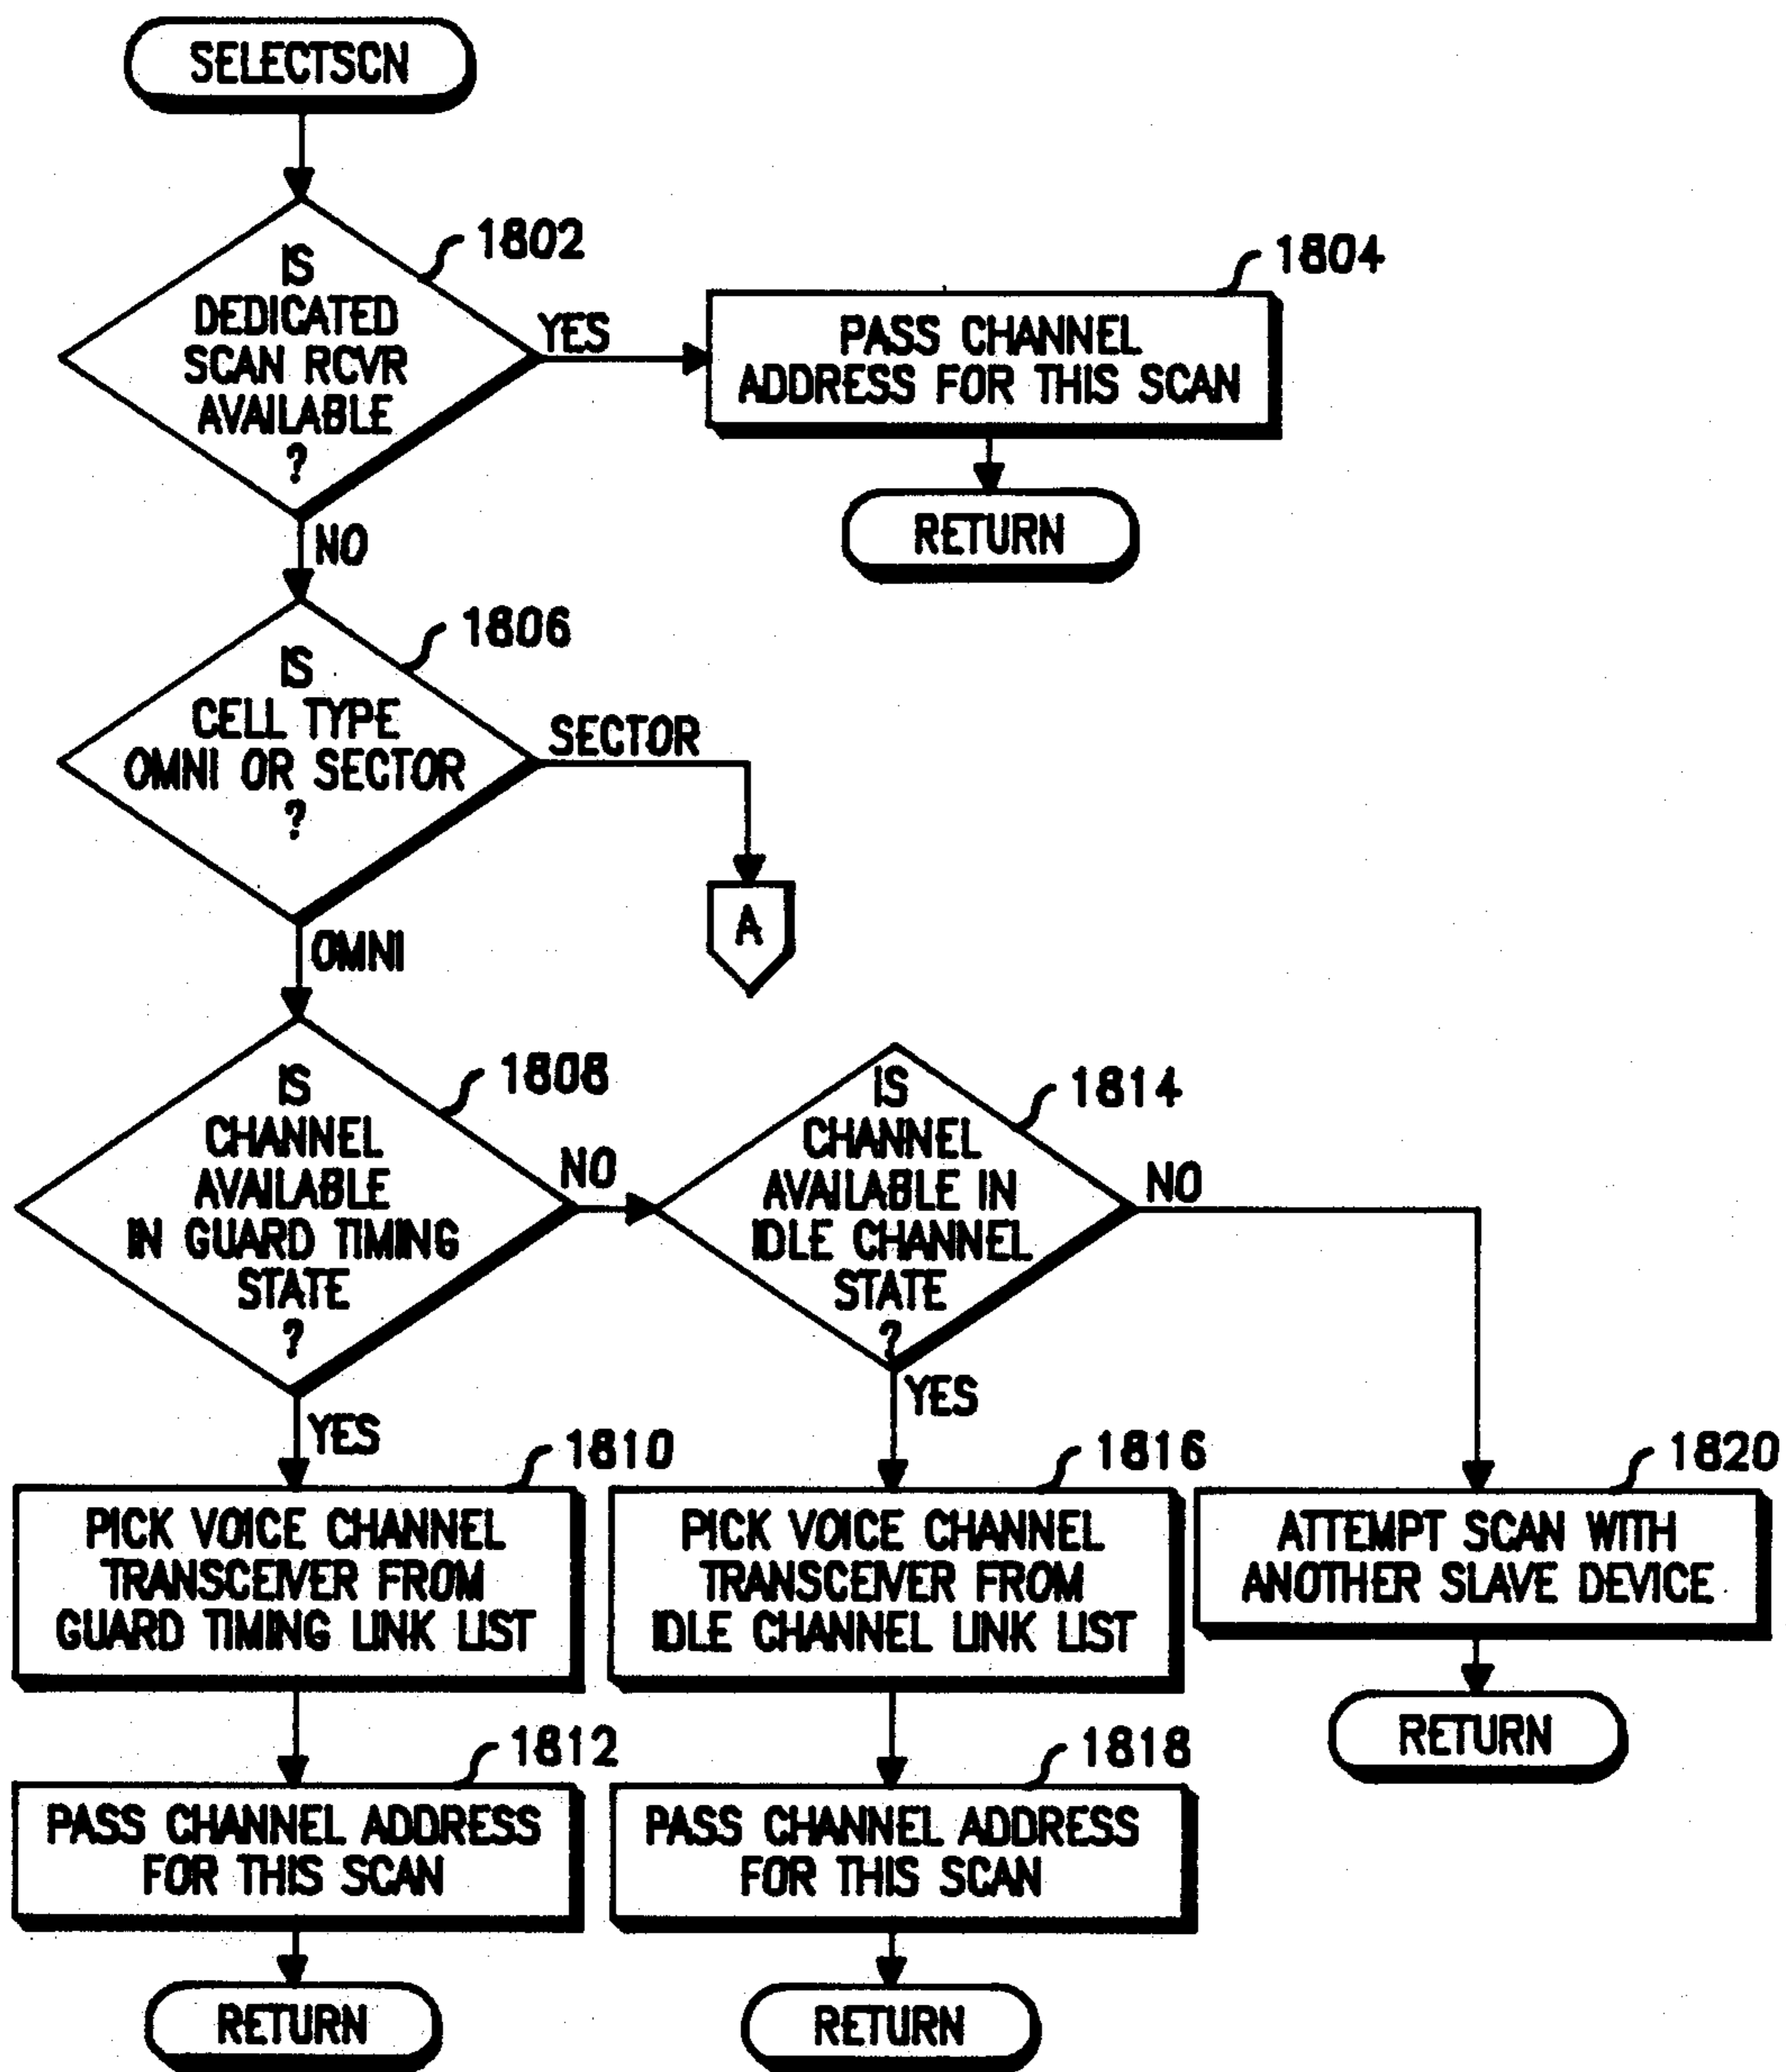 SELECTSCN
1802
IS
DEDICATED
SCAN RCVR
AVAILABLE
?
YES
1804
PASS CHANNEL
ADDRESS FOR THIS SCAN
RETURN
NO
1806
IS
CELL TYPE
OMNI OR SECTOR
?
SECTOR
A
OMNI
1808
IS
CHANNEL
AVAILABLE
IN GUARD TIMING
STATE
?
NO
1814
IS
CHANNEL
AVAILABLE IN
IDLE CHANNEL
STATE
?
NO
YES
1810
PICK VOICE CHANNEL
TRANSCEIVER FROM
GUARD TIMING LINK LIST
YES
1816
PICK VOICE CHANNEL
TRANSCEIVER FROM
IDLE CHANNEL LINK LIST
1820
ATTEMPT SCAN WITH
ANOTHER SLAVE DEVICE
RETURN
1812
PASS CHANNEL ADDRESS
FOR THIS SCAN
RETURN
1818
PASS CHANNEL ADDRESS
FOR THIS SCAN
RETURN